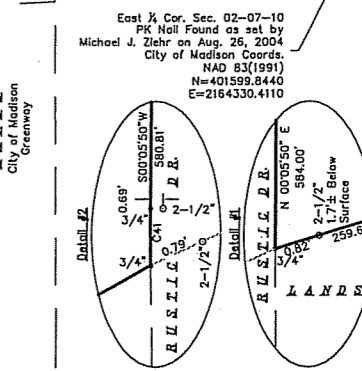 East ¼ Cor. Sec. 02-07-10
PK Nail Found as set by
Michael J. Ziehr on Aug. 26, 2004
City of Madison Coords.
NAD 83(1991)
N=401599.8440
E=2164330.4110
City of Madison
Greenway
Detail #2
S00°05'50"W
580.81'
0.69'
3/4"
2-1/2"
C41
3/4"
0.79'
2-1/2"
RUSTIC DR.
Detail #1
RUSTIC DR.
N 00°05'50" E
584.00'
2-1/2"
1.7'± Below
Surface
0.82'
3/4"
259.6
LANDS